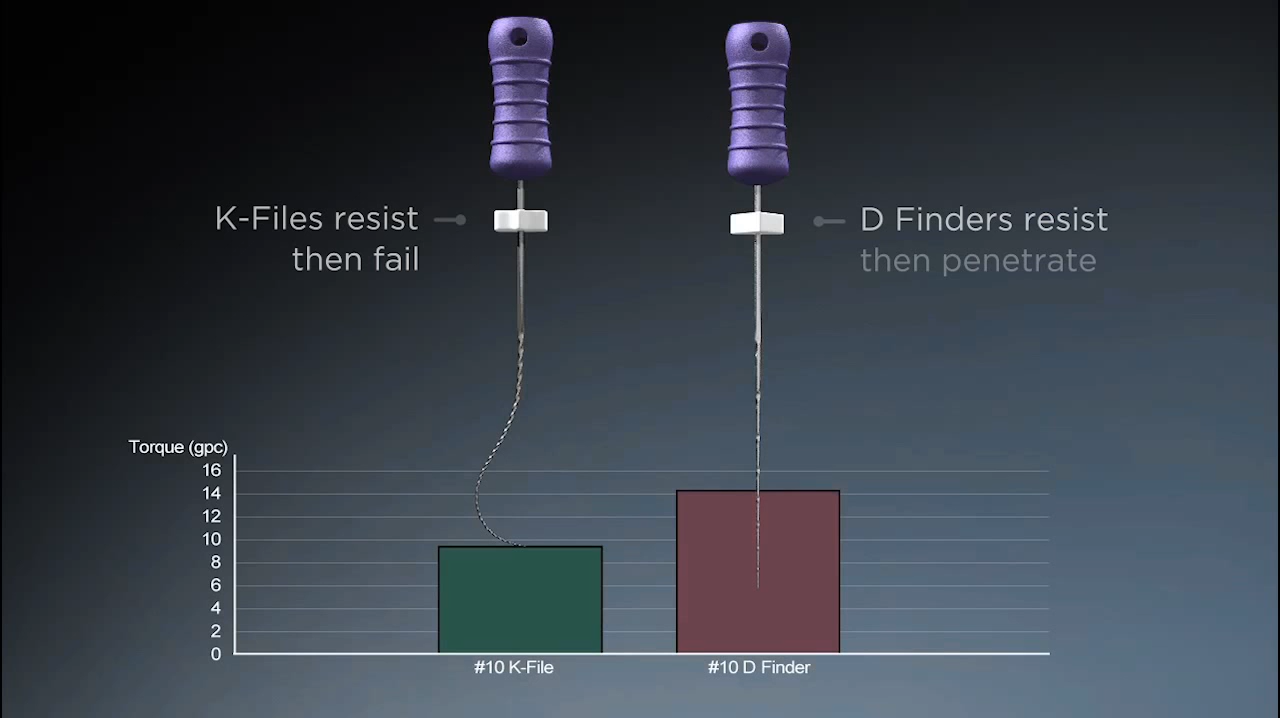 K-Files resist
then fail
D Finders resist
then penetrate
Torque (gpc)
16
14
12
10
8
6
4
2
0
#10 K-File
#10 D Finder